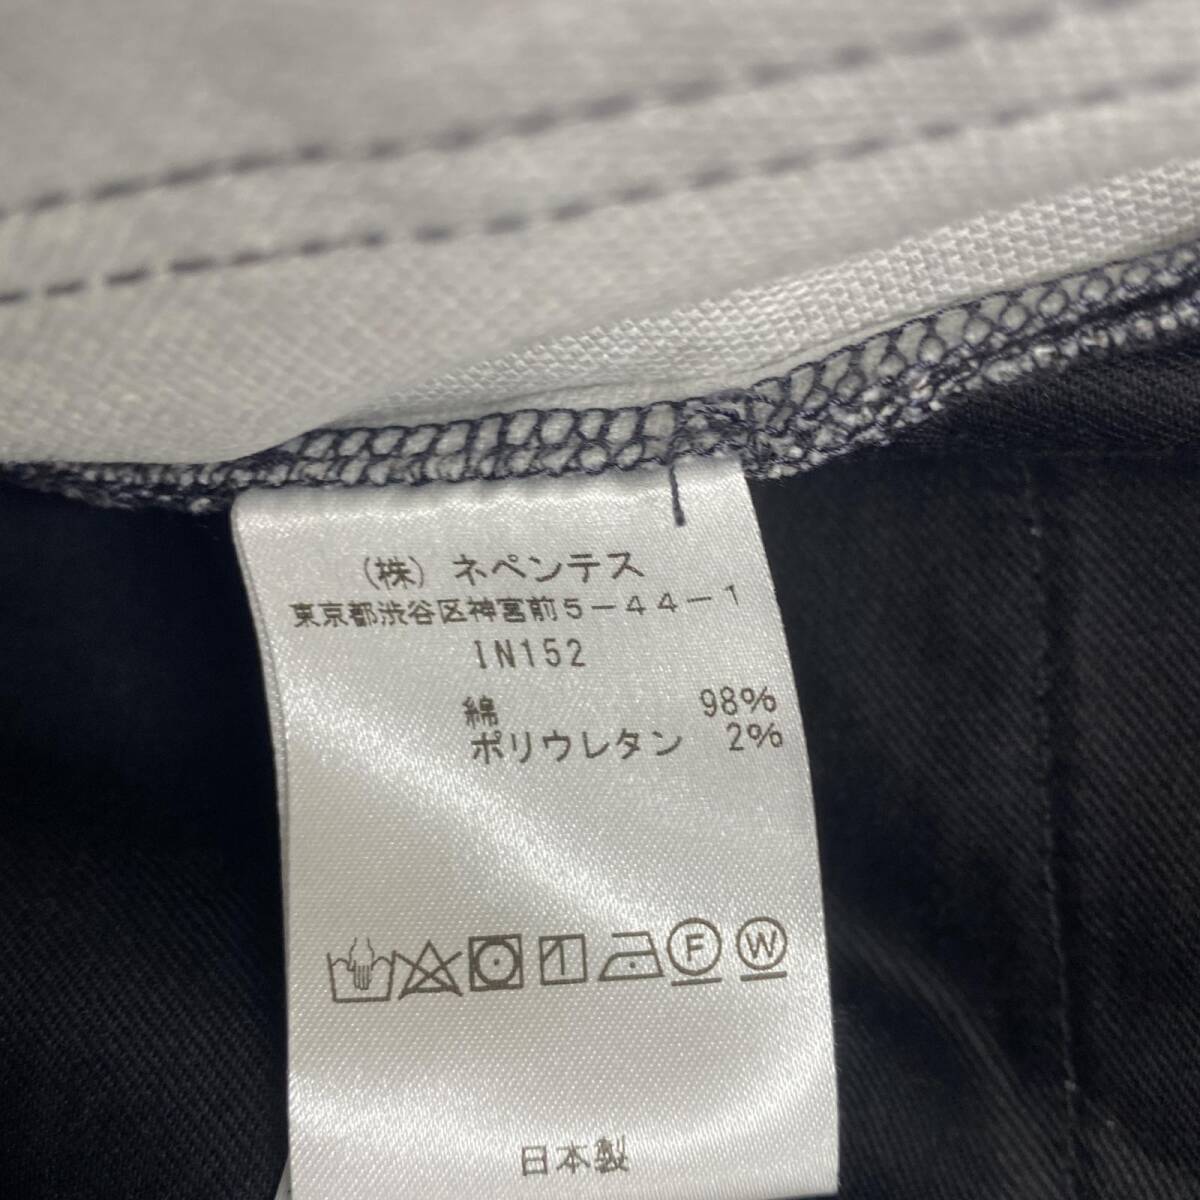 (株) ネペンテス
東京都渋谷区神宮前5-44-1
IN152
綿 98%
ポリウレタン 2%
F W
日本製